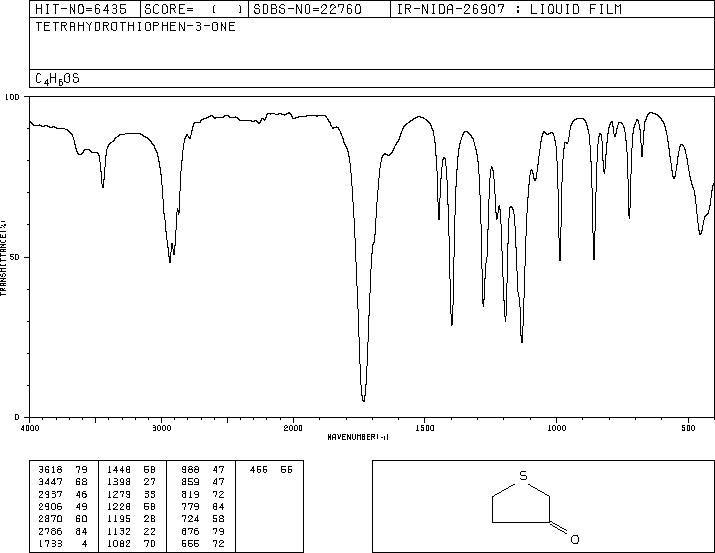 HIT-NO=6435 SCORE= ( ) SDBS-NO=22760 IR-NIDA-26907 : LIQUID FILM
TETRAHYDROTHIOPHEN-3-ONE
C4H6OS
100
50
0
TRANSMITTANCE(%)
4000 3000 2000 1500 1000 500
WAVENUMBER(-1)
3618 79 1448 58 988 47 455 55
3447 68 1398 27 859 47
2937 46 1279 33 819 72
2906 49 1228 58 779 84
2870 60 1195 28 724 58
2786 84 1132 22 676 79
1733 4 1082 70 555 72
S
O